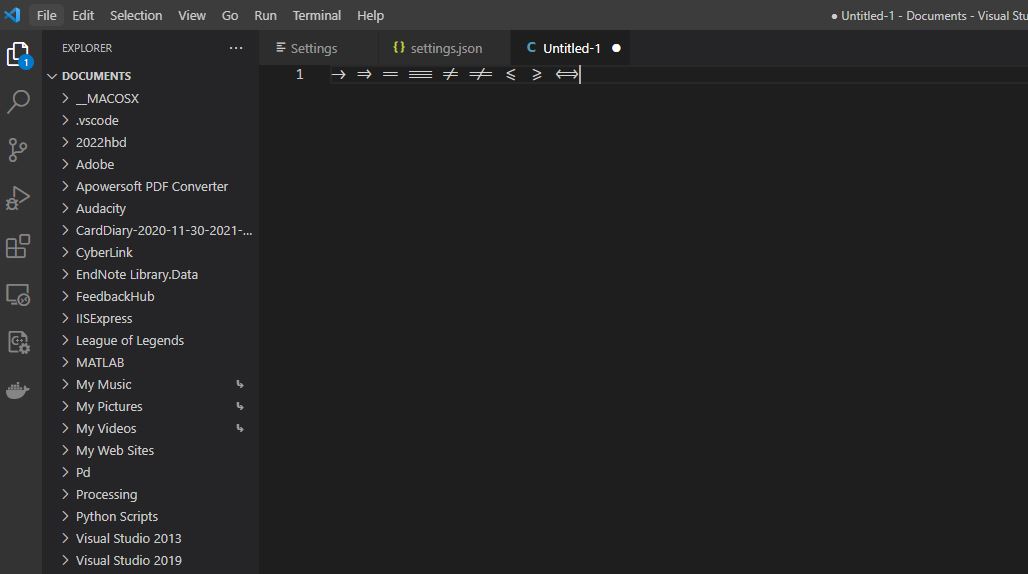 File Edit Selection View Go Run Terminal Help ● Untitled-1 - Documents - Visual Stu
EXPLORER ···
Settings {} settings.json C Untitled-1 ●
1
DOCUMENTS
1 → ⇒ == === ≠ ≠= ⩽ ⩾ ⟺
__MACOSX
.vscode
2022hbd
Adobe
Apowersoft PDF Converter
Audacity
CardDiary-2020-11-30-2021-...
CyberLink
EndNote Library.Data
FeedbackHub
IISExpress
League of Legends
MATLAB
My Music
My Pictures
My Videos
My Web Sites
Pd
Processing
Python Scripts
Visual Studio 2013
Visual Studio 2019